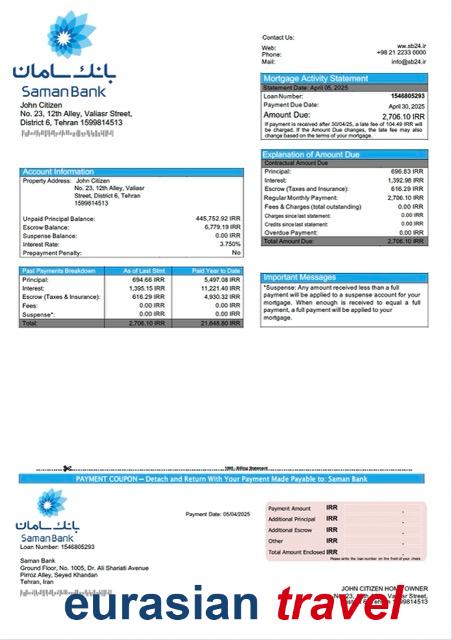 Contact Us:
Web: ww.sb24.ir
Phone: +98 21 2233 0000
Mail: info@sb24.ir
بانک سامان
Saman Bank
John Citizen
No. 23, 12th Alley, Valiasr Street,
District 6, Tehran 1599814513
Mortgage Activity Statement
Statement Date: April 05, 2025
Loan Number: 1546805293
Payment Due Date: April 30, 2025
Amount Due: 2,706,10 IRR
If payment is received after 30/04/25, a late fee of 104.49 IRR will
be charged. If the Amount Due changes, the late fee may also
change based on the terms of your mortgage.
Explanation of Amount Due
Contractual Amount Due
Principal: 696.83 IRR
Interest: 1,392.98 IRR
Escrow (Taxes and Insurance): 616.29 IRR
Regular Monthly Payment: 2,706.10 IRR
Fees & Charges (total outstanding) 0.00 IRR
Charges since last statement: 0.00 IRR
Credits since last statement: 0.00 IRR
Overdue Payment: 0.00 IRR
Total Amount Due: 2,706.10 IRR
Account Information
Property Address: John Citizen
No. 23, 12th Alley, Valiasr
Street, District 6, Tehran
1599814513
Unpaid Principal Balance: 445,752.92 IRR
Escrow Balance: 6,779.19 IRR
Suspense Balance: 0.00 IRR
Interest Rate: 3.750%
Prepayment Penalty: No
Past Payments Breakdown As of Last Stmt Paid Year to Date
Principal: 694.66 IRR 5,497.08 IRR
Interest: 1,395.15 IRR 11,221.40 IRR
Escrow (Taxes & Insurance): 616.29 IRR 4,930.32 IRR
Fees: 0.00 IRR 0.00 IRR
Suspense*: 0.00 IRR 0.00 IRR
Total: 2,706.10 IRR 21,648.80 IRR
Important Messages
*Suspense: Any amount received less than a full
payment will be applied to a suspense account for your
mortgage. When enough is received to equal a full
payment, a full payment will be applied to your
mortgage.
1098 - Billing Statement
PAYMENT COUPON – Detach and Return With Your Payment Made Payable to: Saman Bank
بانک سامان
Saman Bank
Loan Number: 1546805293
Payment Date: 05/04/2025
Payment Amount IRR .
Additional Principal IRR .
Additional Escrow IRR .
Other IRR .
Total Amount Enclosed IRR .
Please write the loan number on the front of your check.
Saman Bank
Ground Floor, No. 1005, Dr. Ali Shariati Avenue
Pirroz Alley, Seyed Khandan
Tehran, Iran
JOHN CITIZEN HOMEOWNER
No. 23, 12th Alley, Valiasr Street,
District 6, Tehran 1599814513
eurasian travel